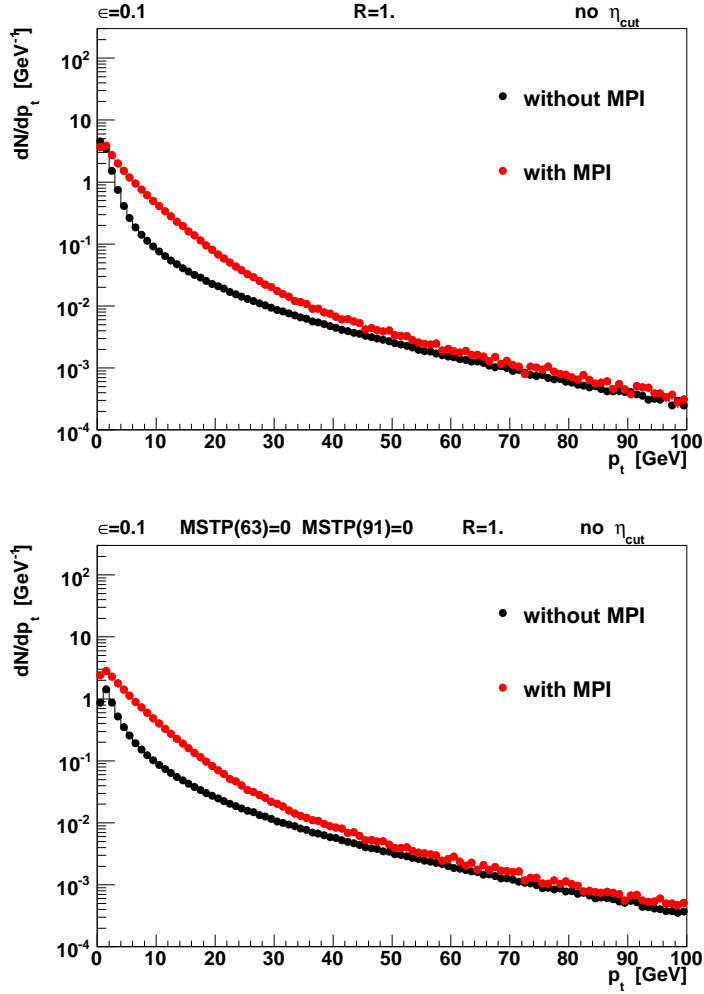 ∈=0.1 R=1. no η_cut
dN/dp_t [GeV^-1]
10^2
10
1
10^-1
10^-2
10^-3
10^-4
without MPI
with MPI
0 10 20 30 40 50 60 70 80 90 100
p_t [GeV]
∈=0.1 MSTP(63)=0 MSTP(91)=0 R=1. no η_cut
dN/dp_t [GeV^-1]
10^2
10
1
10^-1
10^-2
10^-3
10^-4
without MPI
with MPI
0 10 20 30 40 50 60 70 80 90 100
p_t [GeV]